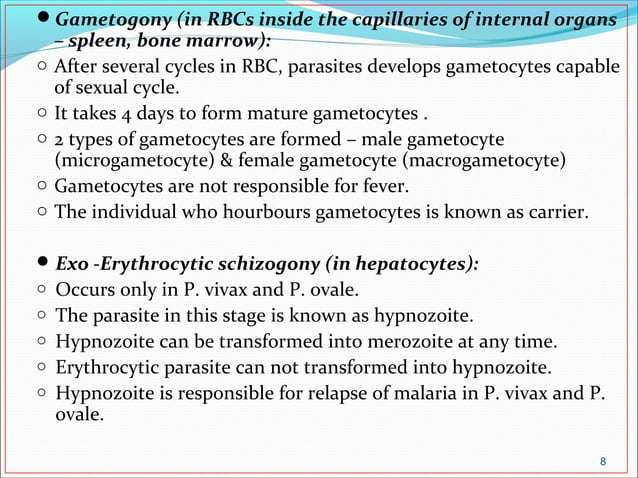 Gametogony (in RBCs inside the capillaries of internal organs
– spleen, bone marrow):
○ After several cycles in RBC, parasites develops gametocytes capable
of sexual cycle.
○ It takes 4 days to form mature gametocytes .
○ 2 types of gametocytes are formed – male gametocyte
(microgametocyte) & female gametocyte (macrogametocyte)
○ Gametocytes are not responsible for fever.
○ The individual who hourbours gametocytes is known as carrier.
Exo -Erythrocytic schizogony (in hepatocytes):
○ Occurs only in P. vivax and P. ovale.
○ The parasite in this stage is known as hypnozoite.
○ Hypnozoite can be transformed into merozoite at any time.
○ Erythrocytic parasite can not transformed into hypnozoite.
○ Hypnozoite is responsible for relapse of malaria in P. vivax and P.
ovale.
8